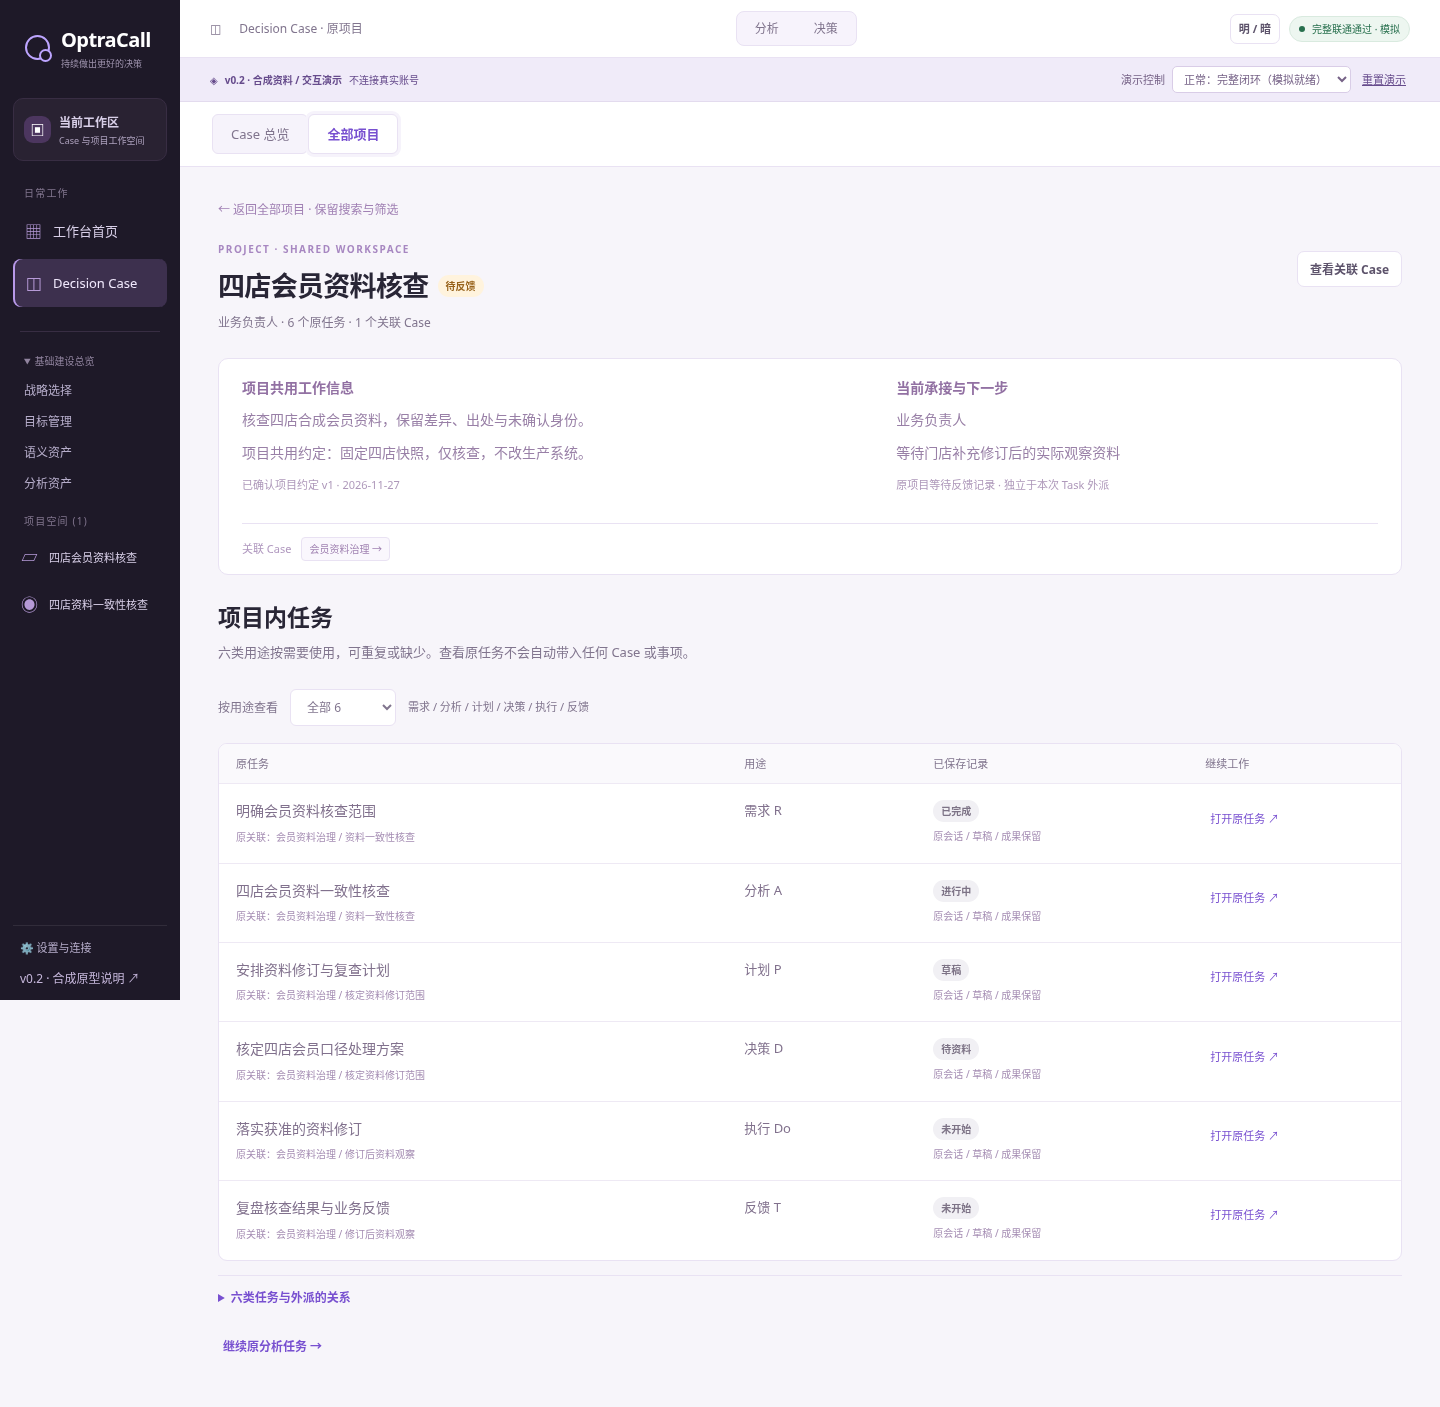 OptraCall
持续做出更好的决策
当前工作区
Case 与项目工作空间
日常工作
工作台首页
Decision Case
▼ 基础建设总览
战略选择
目标管理
语义资产
分析资产
项目空间 (1)
四店会员资料核查
四店资料一致性核查
设置与连接
v0.2 · 合成原型说明 ↗
Decision Case · 原项目
分析
决策
明 / 暗
完整联通通过 · 模拟
v0.2 · 合成资料 / 交互演示 不连接真实账号
演示控制
正常：完整闭环（模拟就绪）
重置演示
Case 总览
全部项目
← 返回全部项目 · 保留搜索与筛选
PROJECT · SHARED WORKSPACE
四店会员资料核查 待反馈
业务负责人 · 6 个原任务 · 1 个关联 Case
查看关联 Case
项目共用工作信息
核查四店合成会员资料，保留差异、出处与未确认身份。
项目共用约定：固定四店快照，仅核查，不改生产系统。
已确认项目约定 v1 · 2026-11-27
当前承接与下一步
业务负责人
等待门店补充修订后的实际观察资料
原项目等待反馈记录 · 独立于本次 Task 外派
关联 Case 会员资料治理 →
项目内任务
六类用途按需要使用，可重复或缺少。查看原任务不会自动带入任何 Case 或事项。
按用途查看 全部 6 需求 / 分析 / 计划 / 决策 / 执行 / 反馈
原任务 用途 已保存记录 继续工作
明确会员资料核查范围 需求 R 已完成 打开原任务 ↗
原关联：会员资料治理 / 资料一致性核查 原会话 / 草稿 / 成果保留
四店会员资料一致性核查 分析 A 进行中 打开原任务 ↗
原关联：会员资料治理 / 资料一致性核查 原会话 / 草稿 / 成果保留
安排资料修订与复查计划 计划 P 草稿 打开原任务 ↗
原关联：会员资料治理 / 核定资料修订范围 原会话 / 草稿 / 成果保留
核定四店会员口径处理方案 决策 D 待资料 打开原任务 ↗
原关联：会员资料治理 / 核定资料修订范围 原会话 / 草稿 / 成果保留
落实获准的资料修订 执行 Do 未开始 打开原任务 ↗
原关联：会员资料治理 / 修订后资料观察 原会话 / 草稿 / 成果保留
复盘核查结果与业务反馈 反馈 T 未开始 打开原任务 ↗
原关联：会员资料治理 / 修订后资料观察 原会话 / 草稿 / 成果保留
▶ 六类任务与外派的关系
继续原分析任务 →